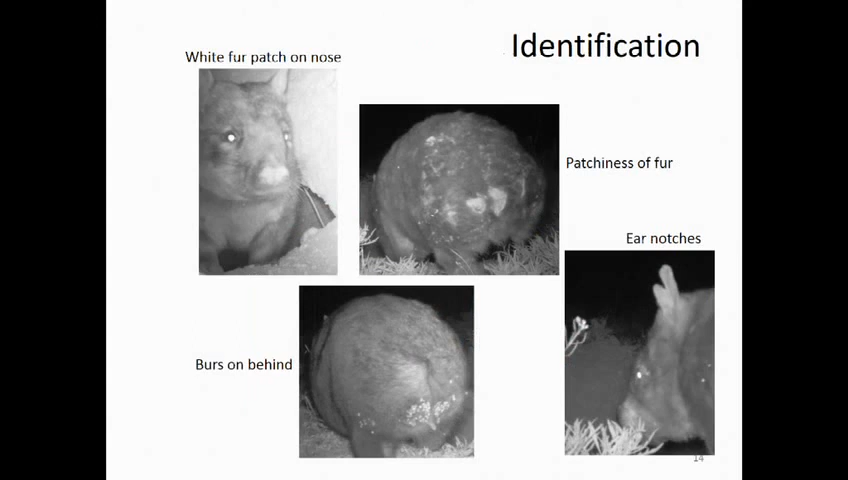 Identification
White fur patch on nose
Patchiness of fur
Ear notches
Burs on behind
14